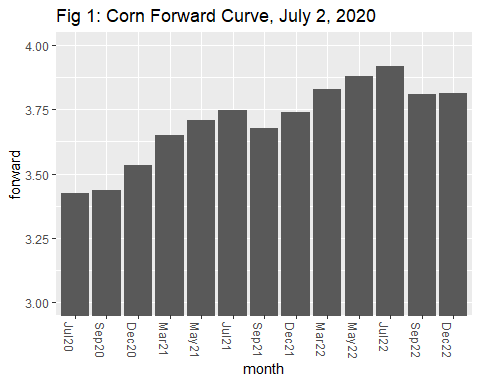 Fig 1: Corn Forward Curve, July 2, 2020
forward
4.00
3.75
3.50
3.25
3.00
Jul20
Sep20
Dec20
Mar21
May21
Jul21
Sep21
Dec21
Mar22
May22
Jul22
Sep22
Dec22
month